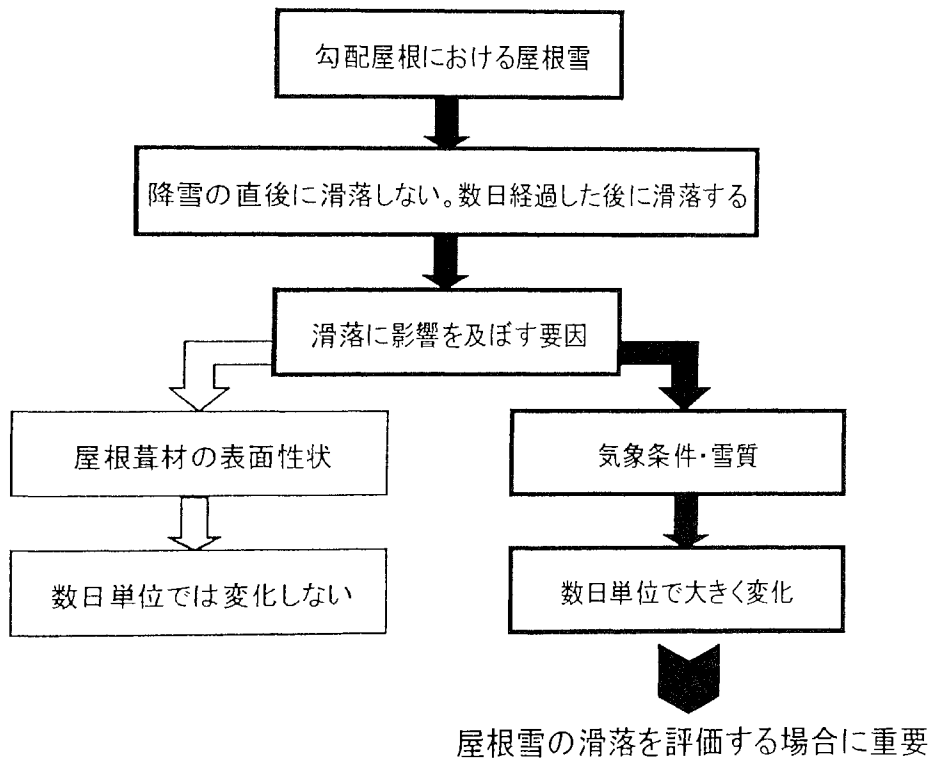 勾配屋根における屋根雪
降雪の直後に滑落しない。数日経過した後に滑落する
滑落に影響を及ぼす要因
屋根葺材の表面性状
気象条件・雪質
数日単位では変化しない
数日単位で大きく変化
屋根雪の滑落を評価する場合に重要